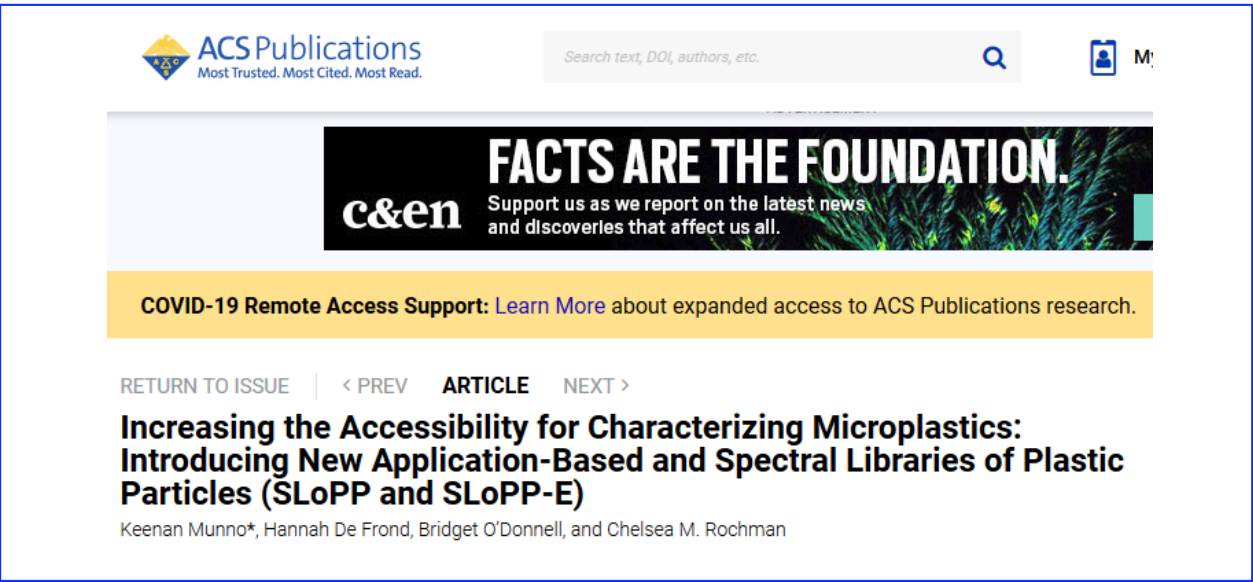 ACS Publications
Most Trusted. Most Cited. Most Read.
Search text, DOI, authors, etc.
My
FACTS ARE THE FOUNDATION.
c&en
Support us as we report on the latest news
and discoveries that affect us all.
COVID-19 Remote Access Support: Learn More about expanded access to ACS Publications research.
RETURN TO ISSUE < PREV ARTICLE NEXT >
Increasing the Accessibility for Characterizing Microplastics:
Introducing New Application-Based and Spectral Libraries of Plastic
Particles (SLoPP and SLoPP-E)
Keenan Munno*, Hannah De Frond, Bridget O’Donnell, and Chelsea M. Rochman